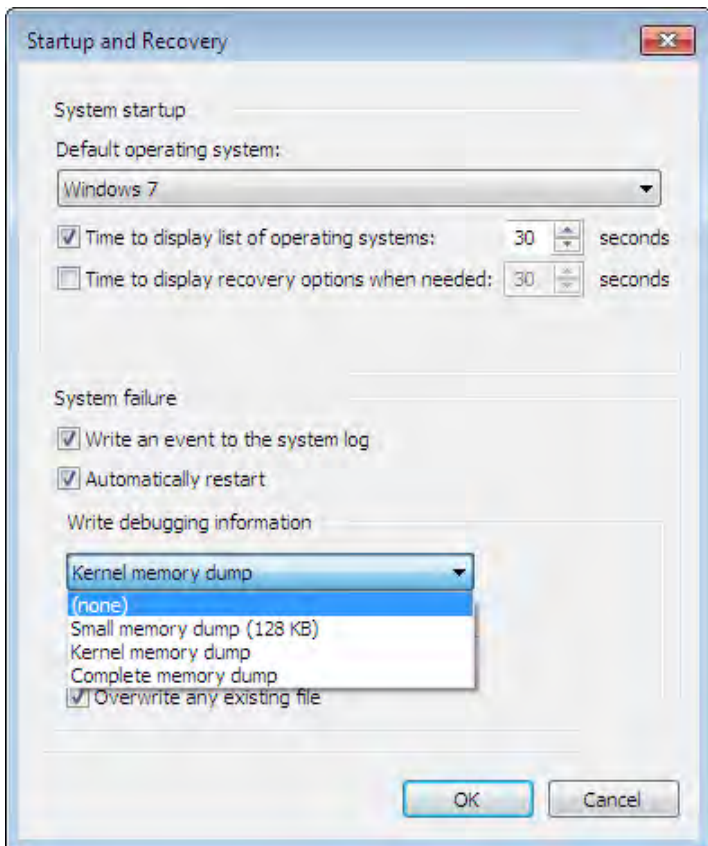 Startup and Recovery
System startup
Default operating system:
Windows 7
Time to display list of operating systems: 30 seconds
Time to display recovery options when needed: 30 seconds
System failure
Write an event to the system log
Automatically restart
Write debugging information
Kernel memory dump
(none)
Small memory dump (128 KB)
Kernel memory dump
Complete memory dump
Overwrite any existing file
OK Cancel